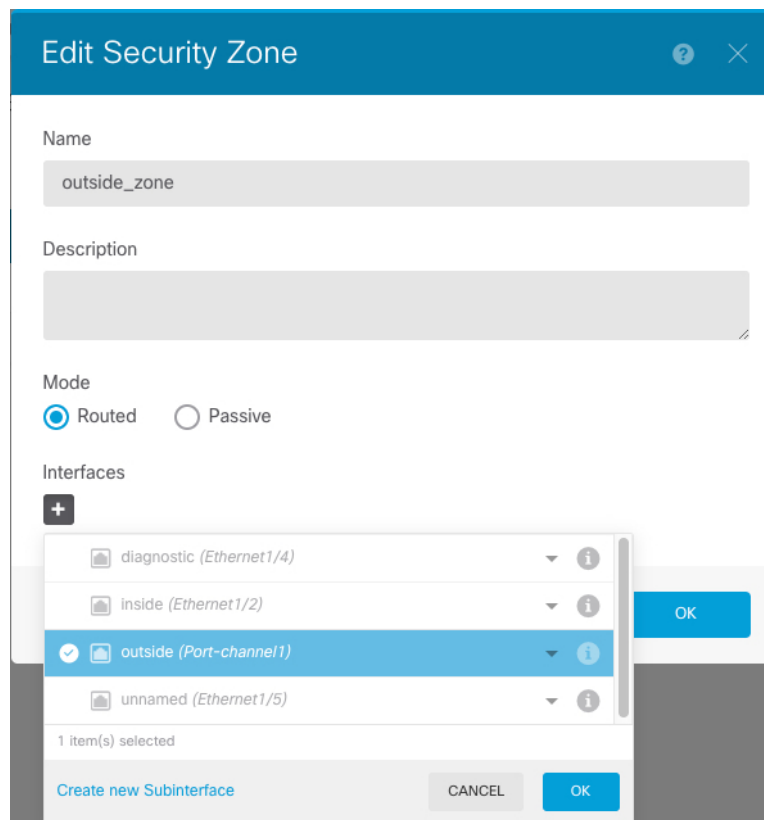 Edit Security Zone
Name
outside_zone
Description
Mode
Routed Passive
Interfaces
diagnostic (Ethernet1/4)
inside (Ethernet1/2)
OK
outside (Port-channel1)
unnamed (Ethernet1/5)
1 item(s) selected
Create new Subinterface CANCEL OK